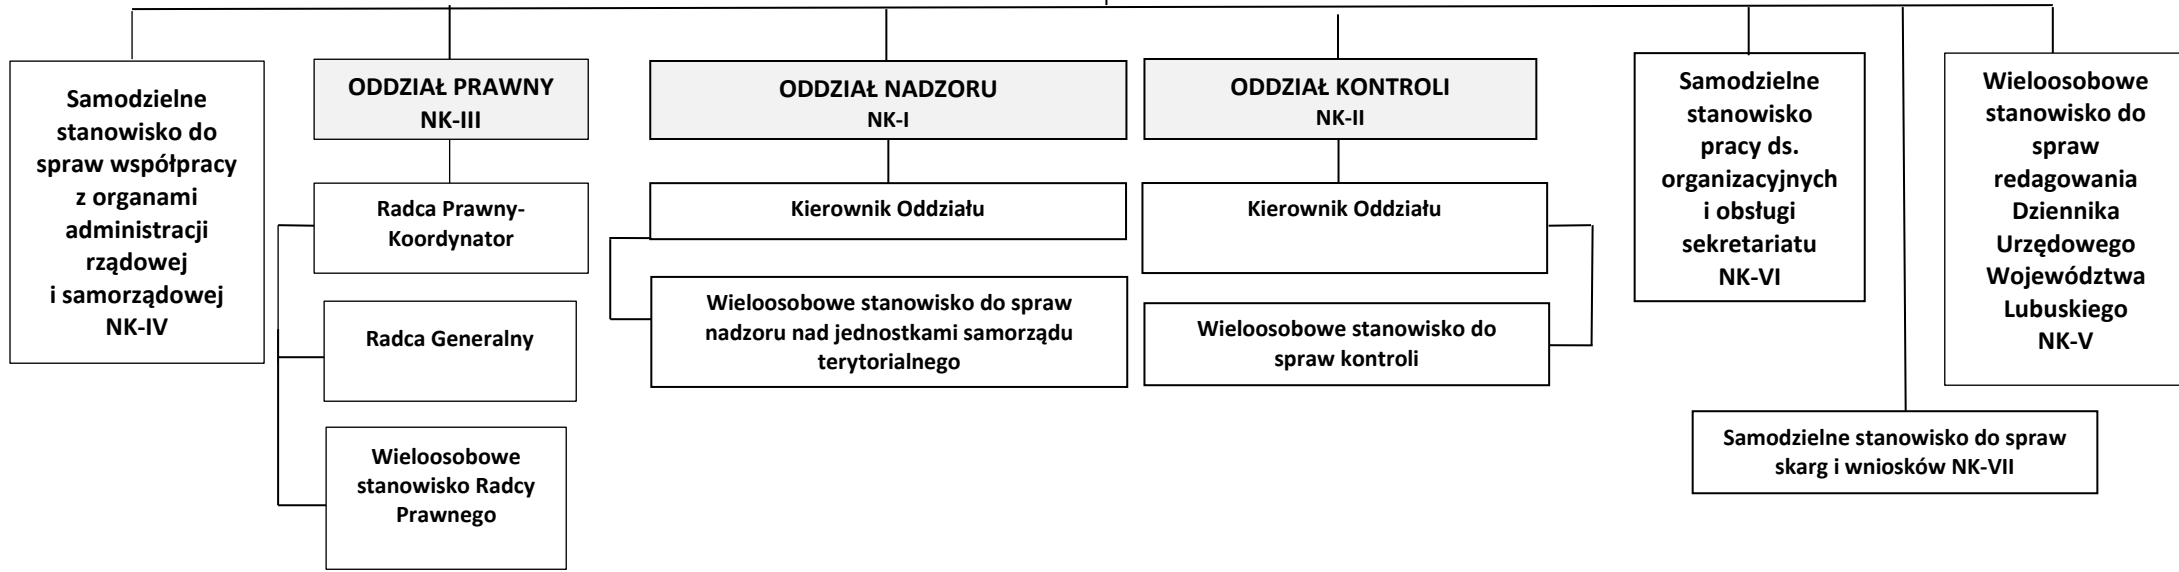 Samodzielne
stanowisko do
spraw współpracy
z organami
administracji
rządowej
i samorządowej
NK-IV
ODDZIAŁ PRAWNY
NK-III
Radca Prawny-
Koordynator
Radca Generalny
Wieloosobowe
stanowisko Radcy
Prawnego
ODDZIAŁ NADZORU
NK-I
Kierownik Oddziału
Wieloosobowe stanowisko do spraw
nadzoru nad jednostkami samorządu
terytorialnego
ODDZIAŁ KONTROLI
NK-II
Kierownik Oddziału
Wieloosobowe stanowisko do
spraw kontroli
Samodzielne
stanowisko
pracy ds.
organizacyjnych
i obsługi
sekretariatu
NK-VI
Wieloosobowe
stanowisko do
spraw
redagowania
Dziennika
Urzędowego
Województwa
Lubuskiego
NK-V
Samodzielne stanowisko do spraw
skarg i wniosków NK-VII